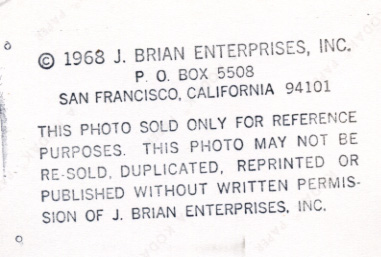 © 1968 J. BRIAN ENTERPRISES, INC.
P. O. BOX 5508
SAN FRANCISCO, CALIFORNIA 94101
THIS PHOTO SOLD ONLY FOR REFERENCE
PURPOSES. THIS PHOTO MAY NOT BE
RE-SOLD, DUPLICATED, REPRINTED OR
PUBLISHED WITHOUT WRITTEN PERMIS-
SION OF J. BRIAN ENTERPRISES, INC.